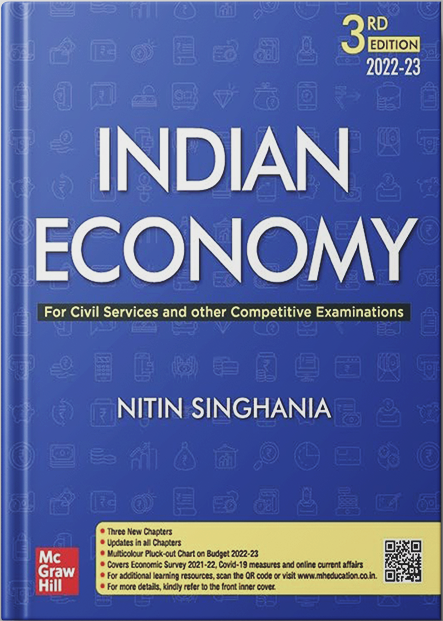 3RD
EDITION
2022-23
INDIAN
ECONOMY
For Civil Services and other Competitive Examinations
NITIN SINGHANIA
• Three New Chapters
• Updates in all Chapters
• Multicolour Pluck-out Chart on Budget 2022-23
• Covers Economic Survey 2021-22, Covid-19 measures and online current affairs
• For additional learning resources, scan the QR code or visit www.mheducation.co.in.
• For more details, kindly refer to the front inner cover.
Mc
Graw
Hill